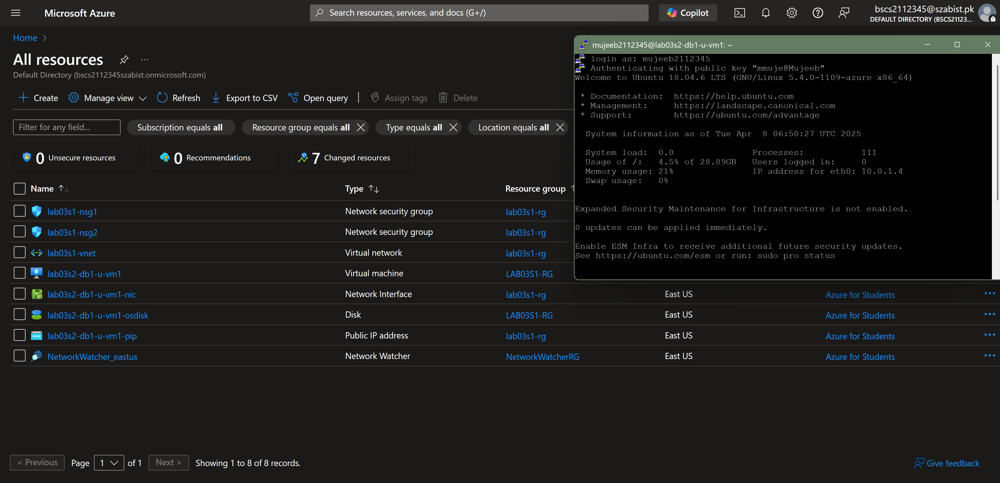 Microsoft Azure
Search resources, services, and docs (G+/)
Copilot
bscs2112345@szabist.pk
DEFAULT DIRECTORY (BSCS21123...
Home
All resources
Default Directory (bscs2112345szabist.onmicrosoft.com)
Create Manage view Refresh Export to CSV Open query Assign tags Delete
Filter for any field... Subscription equals all Resource group equals all Type equals all Location equals all
0 Unsecure resources 0 Recommendations 7 Changed resources
Name Type Resource group
lab03s1-nsg1 Network security group lab03s1-rg
lab03s1-nsg2 Network security group lab03s1-rg
lab03s1-vnet Virtual network lab03s1-rg
lab03s2-db1-u-vm1 Virtual machine LAB03S1-RG
lab03s2-db1-u-vm1-nic Network Interface lab03s1-rg East US Azure for Students
lab03s2-db1-u-vm1-osdisk Disk LAB03S1-RG East US Azure for Students
lab03s2-db1-u-vm1-pip Public IP address lab03s1-rg East US Azure for Students
NetworkWatcher_eastus Network Watcher NetworkWatcherRG East US Azure for Students
< Previous Page 1 of 1 Next > Showing 1 to 8 of 8 records.
Give feedback
mujeeb2112345@lab03s2-db1-u-vm1: ~
login as: mujeeb2112345
Authenticating with public key "mmuje@Mujeeb"
Welcome to Ubuntu 18.04.6 LTS (GNU/Linux 5.4.0-1109-azure x86_64)
* Documentation: https://help.ubuntu.com
* Management: https://landscape.canonical.com
* Support: https://ubuntu.com/advantage
System information as of Tue Apr 8 06:50:27 UTC 2025
System load: 0.0 Processes: 111
Usage of /: 4.5% of 28.89GB Users logged in: 0
Memory usage: 21% IP address for eth0: 10.0.1.4
Swap usage: 0%
Expanded Security Maintenance for Infrastructure is not enabled.
0 updates can be applied immediately.
Enable ESM Infra to receive additional future security updates.
See https://ubuntu.com/esm or run: sudo pro status